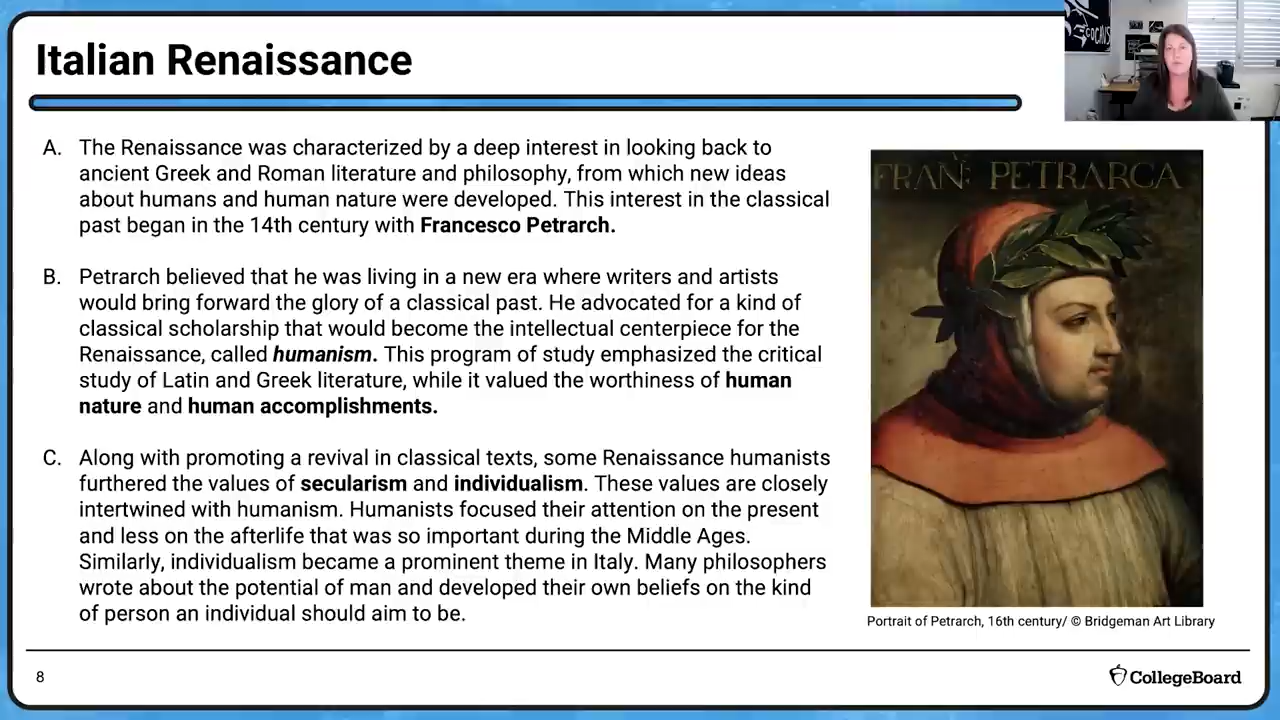 Italian Renaissance
A. The Renaissance was characterized by a deep interest in looking back to
ancient Greek and Roman literature and philosophy, from which new ideas
about humans and human nature were developed. This interest in the classical
past began in the 14th century with Francesco Petrarch.
B. Petrarch believed that he was living in a new era where writers and artists
would bring forward the glory of a classical past. He advocated for a kind of
classical scholarship that would become the intellectual centerpiece for the
Renaissance, called humanism. This program of study emphasized the critical
study of Latin and Greek literature, while it valued the worthiness of human
nature and human accomplishments.
C. Along with promoting a revival in classical texts, some Renaissance humanists
furthered the values of secularism and individualism. These values are closely
intertwined with humanism. Humanists focused their attention on the present
and less on the afterlife that was so important during the Middle Ages.
Similarly, individualism became a prominent theme in Italy. Many philosophers
wrote about the potential of man and developed their own beliefs on the kind
of person an individual should aim to be.
FRAN: PETRARCA
Portrait of Petrarch, 16th century/ © Bridgeman Art Library
8
CollegeBoard